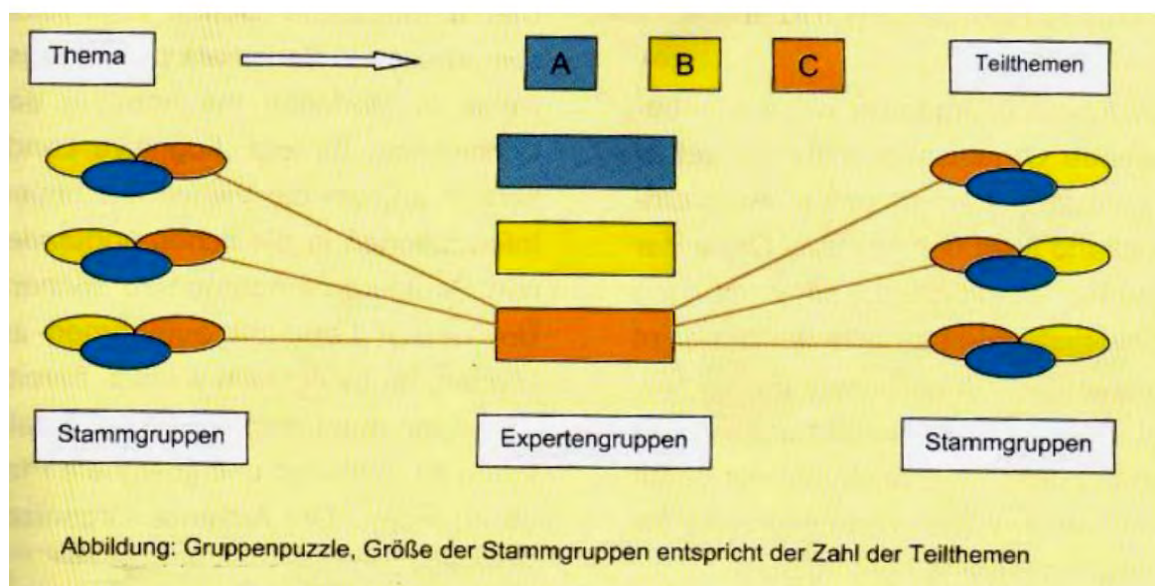 Thema
A
B
C
Teilthemen
Stammgruppen
Expertengruppen
Stammgruppen
Abbildung: Gruppenpuzzle, Größe der Stammgruppen entspricht der Zahl der Teilthemen